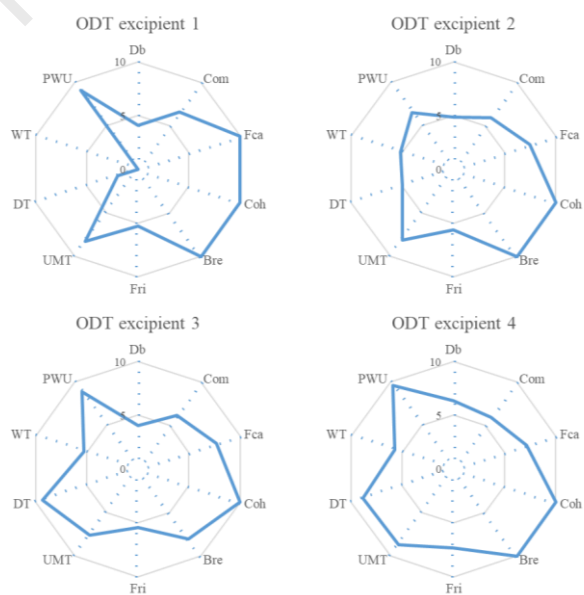 ODT excipient 1
Db
10
PWU
Com
5
WT
Fca
0
DT
Coh
UMT
Bre
Fri
ODT excipient 2
Db
10
PWU
Com
5
WT
Fca
0
DT
Coh
UMT
Bre
Fri
ODT excipient 3
Db
10
PWU
Com
5
WT
Fca
0
DT
Coh
UMT
Bre
Fri
ODT excipient 4
Db
10
PWU
Com
5
WT
Fca
0
DT
Coh
UMT
Bre
Fri